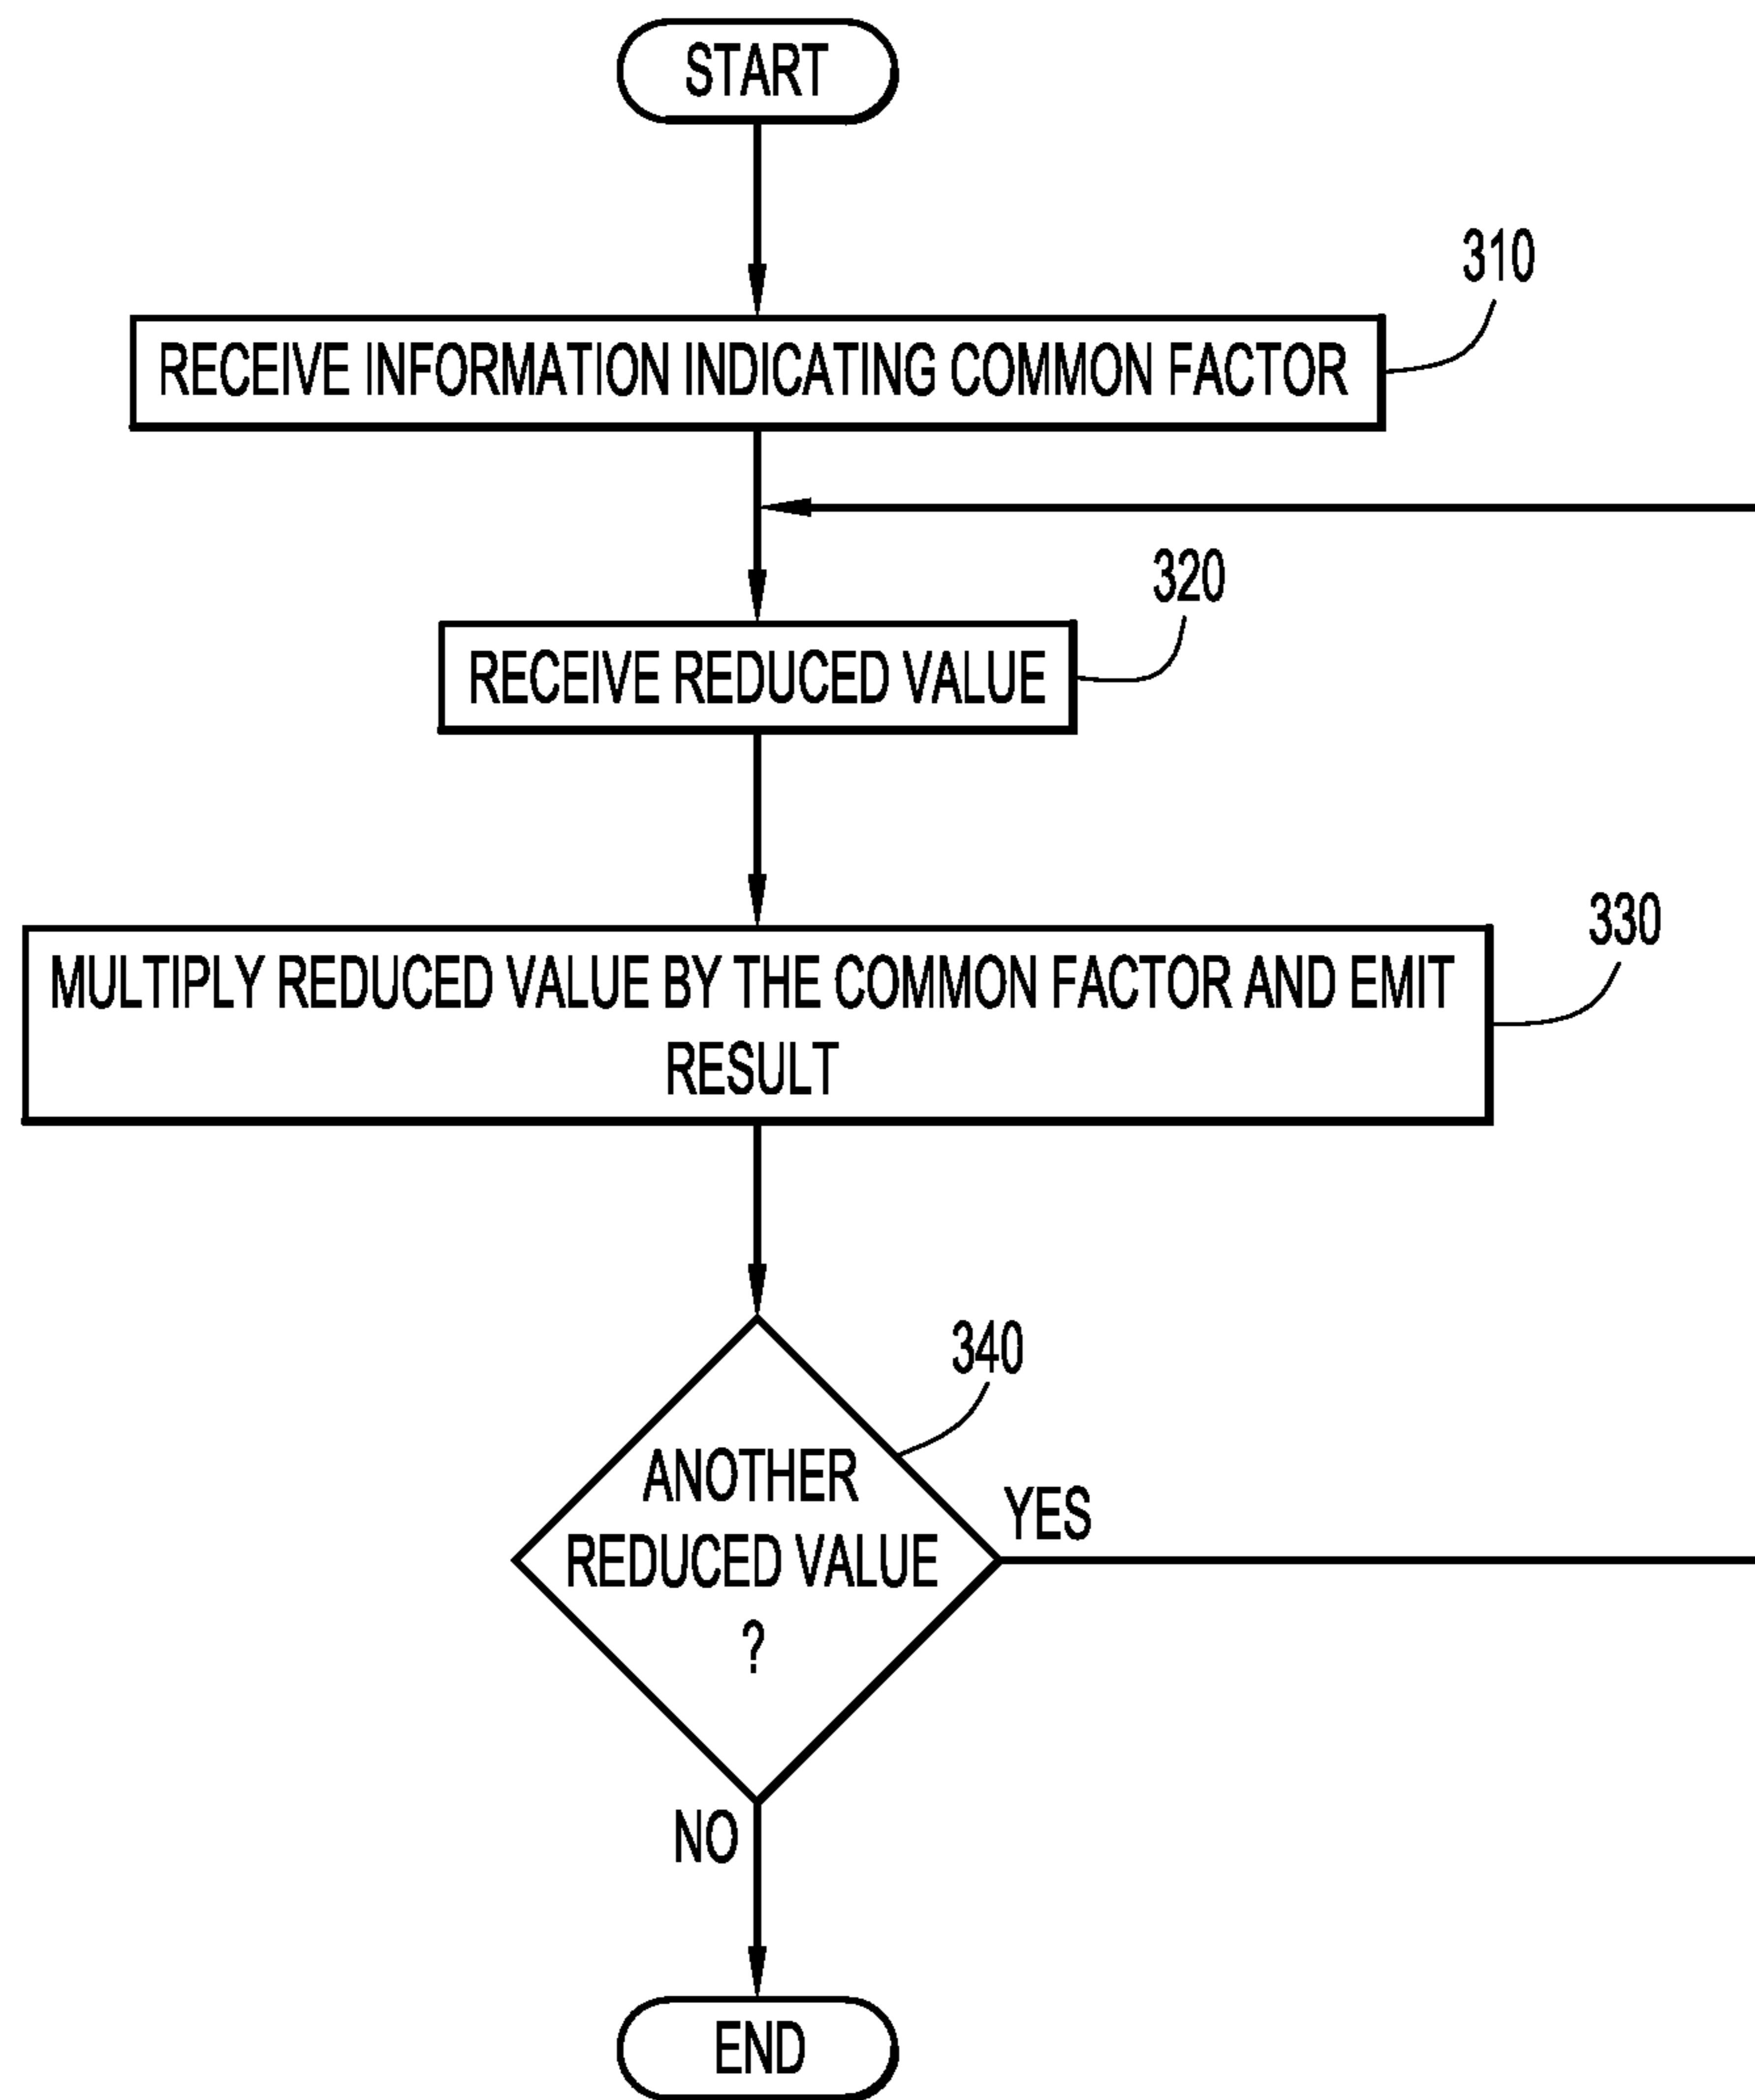 START
310
RECEIVE INFORMATION INDICATING COMMON FACTOR
320
RECEIVE REDUCED VALUE
330
MULTIPLY REDUCED VALUE BY THE COMMON FACTOR AND EMIT
RESULT
340
ANOTHER
YES
REDUCED VALUE
?
NO
END